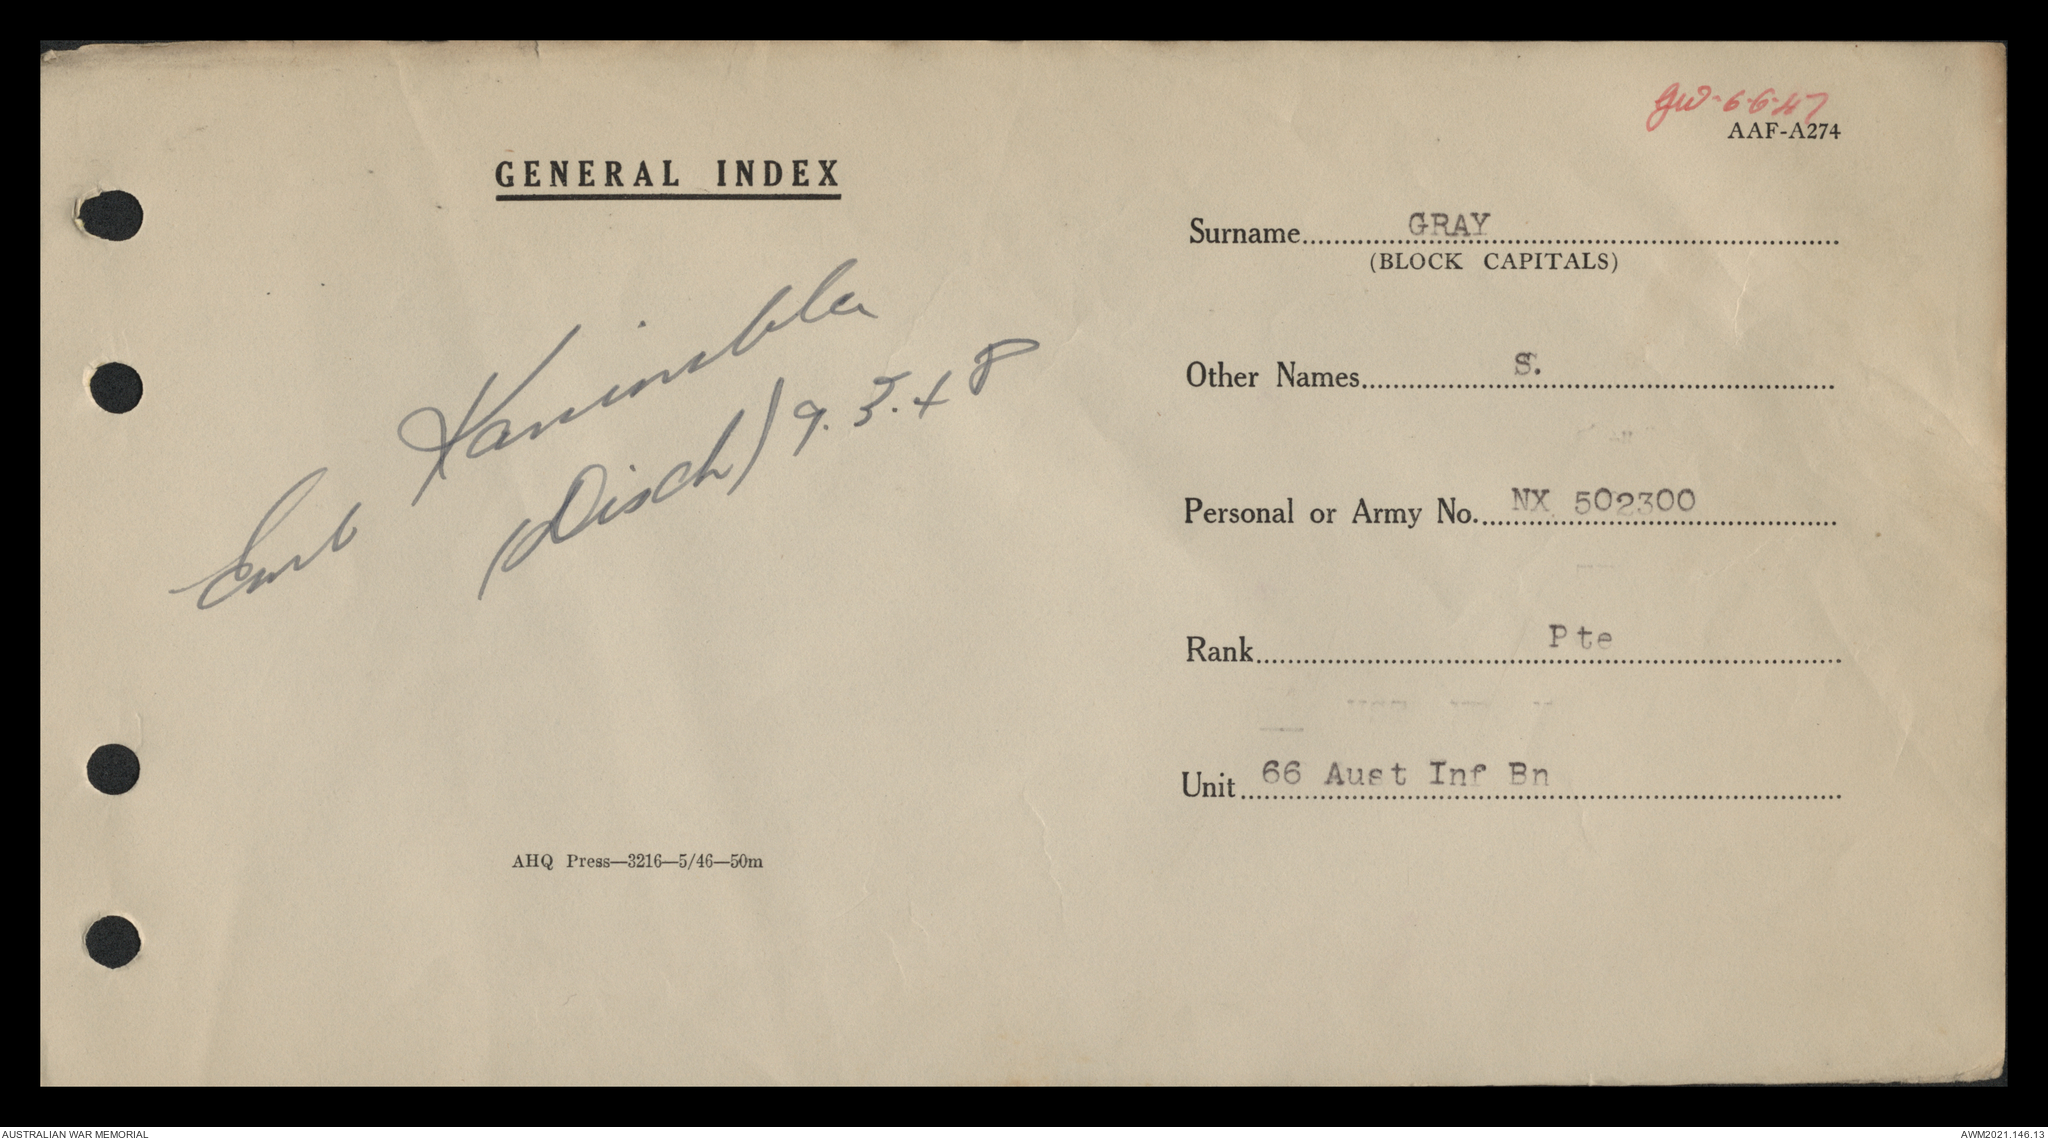 GW-6-6-47
AAF-A274
GENERAL INDEX
Surname GRAY
(BLOCK CAPITALS)
Emb Kanimbla
(Disch) 9.3.48
Other Names S.
Personal or Army No. NX 502300
Rank Pte
Unit 66 Aust Inf Bn
AHQ Press—3216—5/46—50m
AUSTRALIAN WAR MEMORIAL
AWM2021.146.13